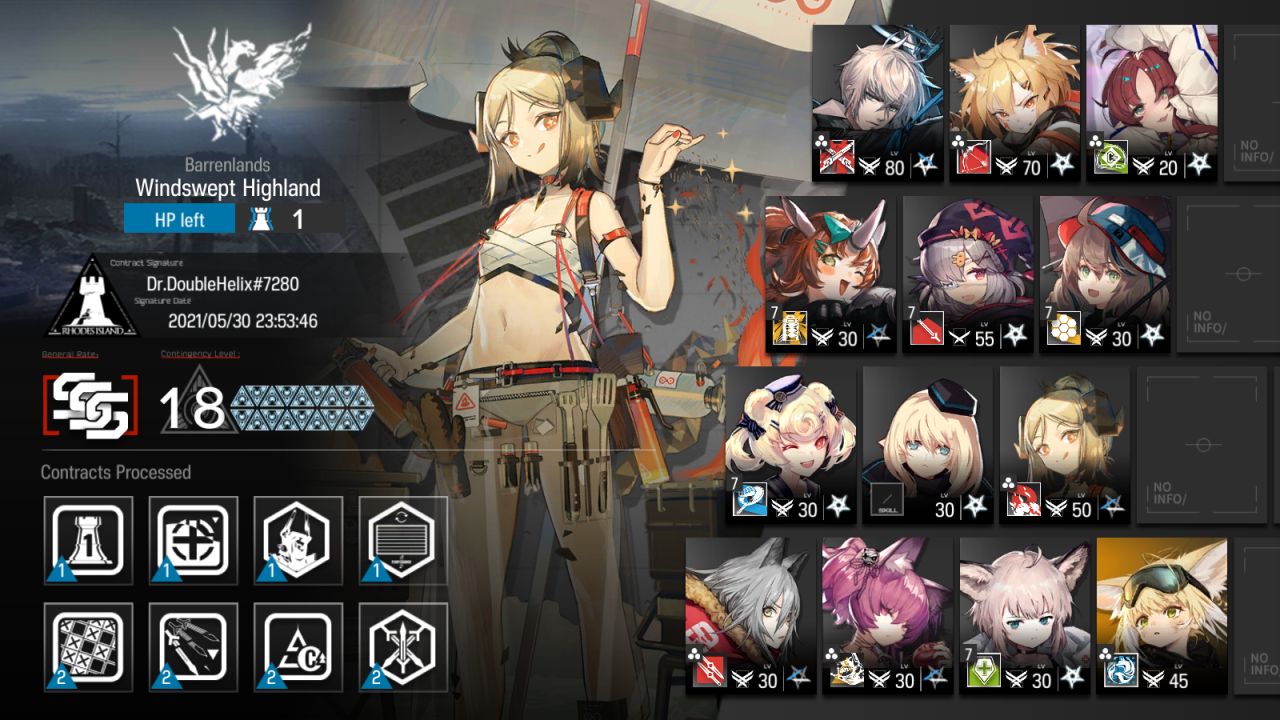 Barrenlands
Windswept Highland
HP left 1
Contract Signature
Dr.DoubleHelix#7280
Signature Date
2021/05/30 23:53:46
RHODES ISLAND
General Rate:
Contingency Level :
18
Contracts Processed
1
1
1
1
1
2
2
2
2
LV
80
LV
70
LV
20
NO
INFO/
7
LV
30
7
LV
55
7
LV
30
NO
INFO/
7
LV
30
SKILL
LV
30
LV
50
NO
INFO/
LV
30
LV
30
7
LV
30
LV
45
NO
INFO